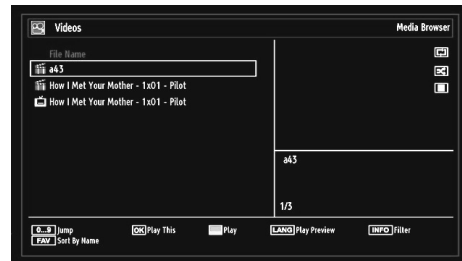 Videos
Media Browser
File Name
a43
How I Met Your Mother - 1x01 - Pilot
How I Met Your Mother - 1x01 - Pilot
a43
1/3
0...9 Jump
OK Play This
Play
LANG Play Preview
INFO Filter
FAV Sort By Name